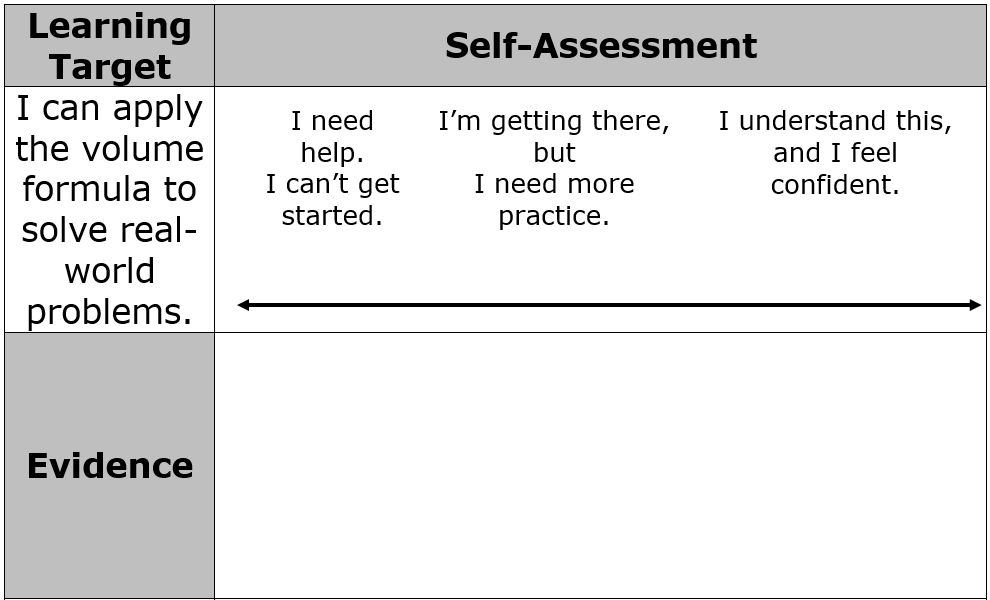 Learning
Target
Self-Assessment
I can apply
the volume
formula to
solve real-
world
problems.
I need
help.
I can’t get
started.
I’m getting there,
but
I need more
practice.
I understand this,
and I feel
confident.
Evidence